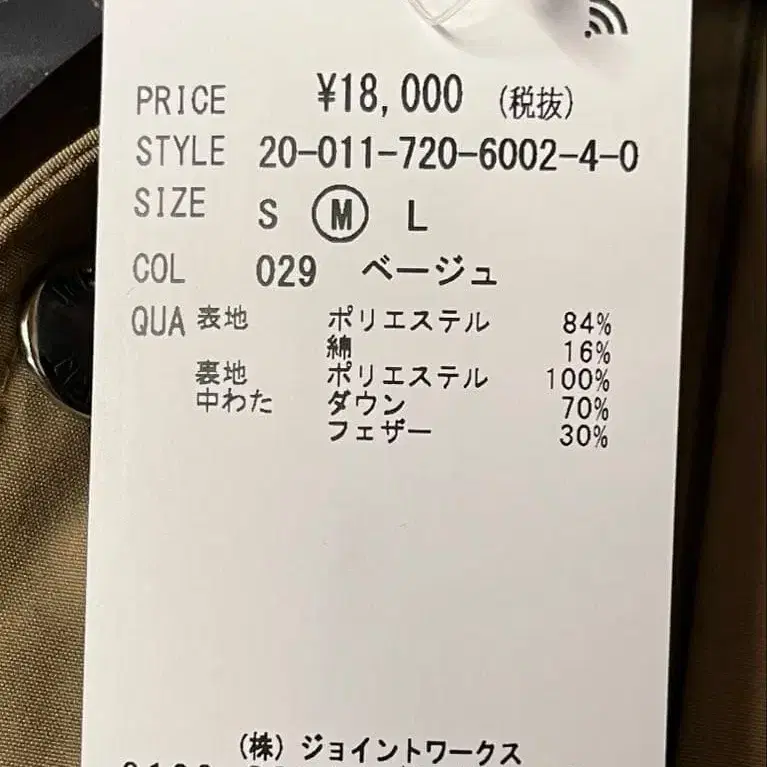 PRICE ¥18,000 (税抜)
STYLE 20-011-720-6002-4-0
SIZE S M L
COL 029 ベージュ
QUA 表地 ポリエステル 84%
綿 16%
裏地 ポリエステル 100%
中わた ダウン 70%
フェザー 30%
(株) ジョイントワークス